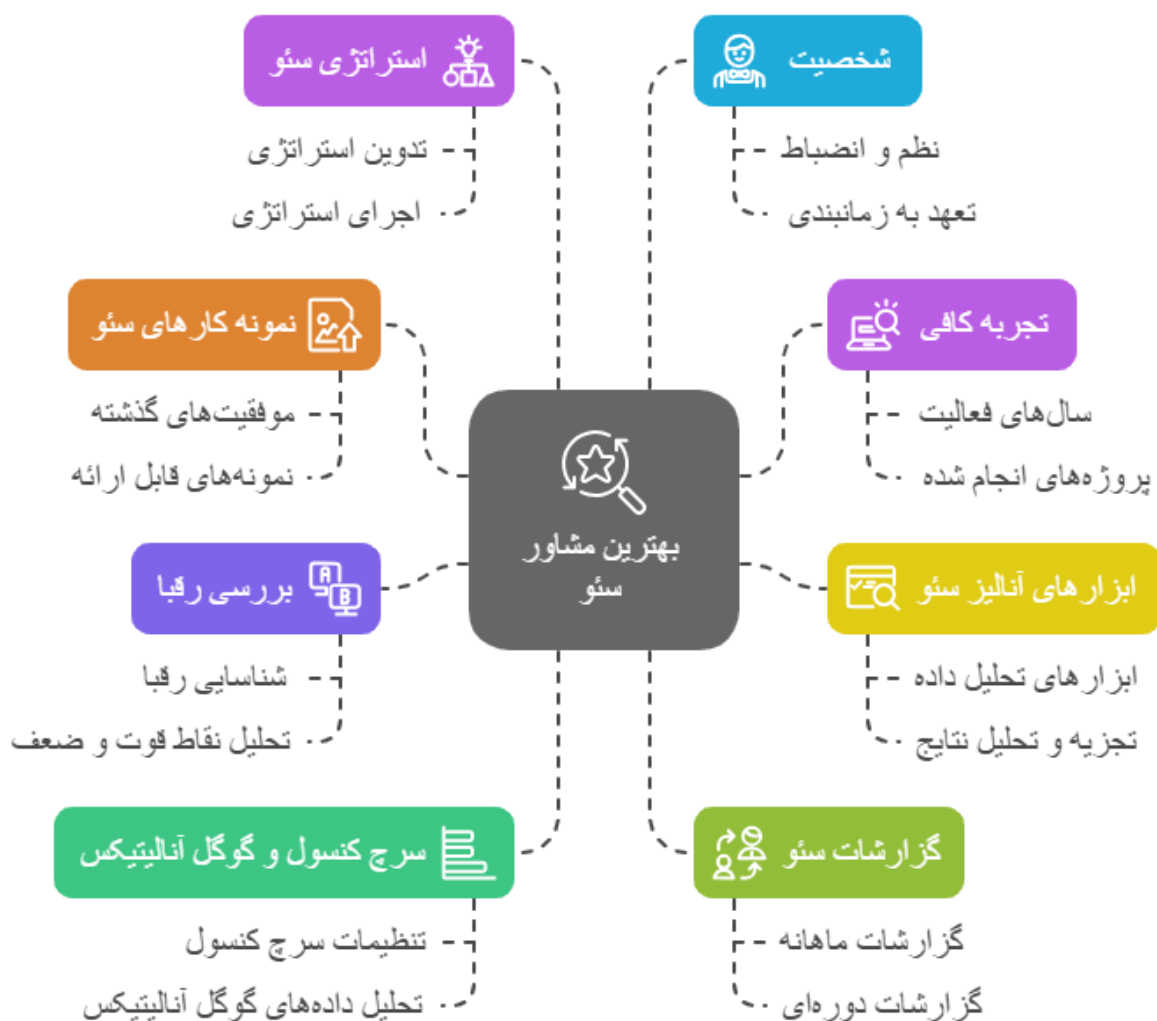 شخصیت
نظم و انضباط
تعهد به زمانبندی
استراتژی سئو
تدوین استراتژی
اجرای استراتژی
تجربه کافی
سال‌های فعالیت
پروژه‌های انجام شده
نمونه کارهای سئو
موفقیت‌های گذشته
نمونه‌های قابل ارائه
بهترین مشاور
سئو
ابزارهای آنالیز سئو
ابزارهای تحلیل داده
تجزیه و تحلیل نتایج
A
B
بررسی رقبا
شناسایی رقبا
تحلیل نقاط قوت و ضعف
گزارشات سئو
گزارشات ماهانه
گزارشات دوره‌ای
سرچ کنسول و گوگل آنالیتیکس
تنظیمات سرچ کنسول
تحلیل داده‌های گوگل آنالیتیکس